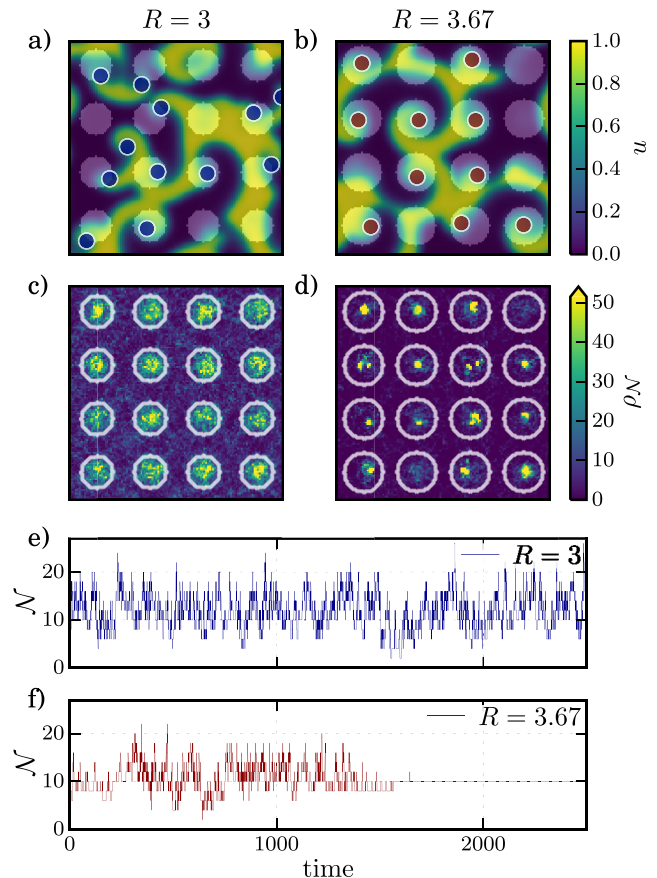 R = 3
R = 3.67
a)
b)
1.0
0.8
0.6
0.4
0.2
0.0
n
c)
d)
50
40
30
20
10
0
ρ𝒩
e)
R = 3
20
10
0
𝒩
f)
R = 3.67
20
10
0
𝒩
0
1000
2000
time